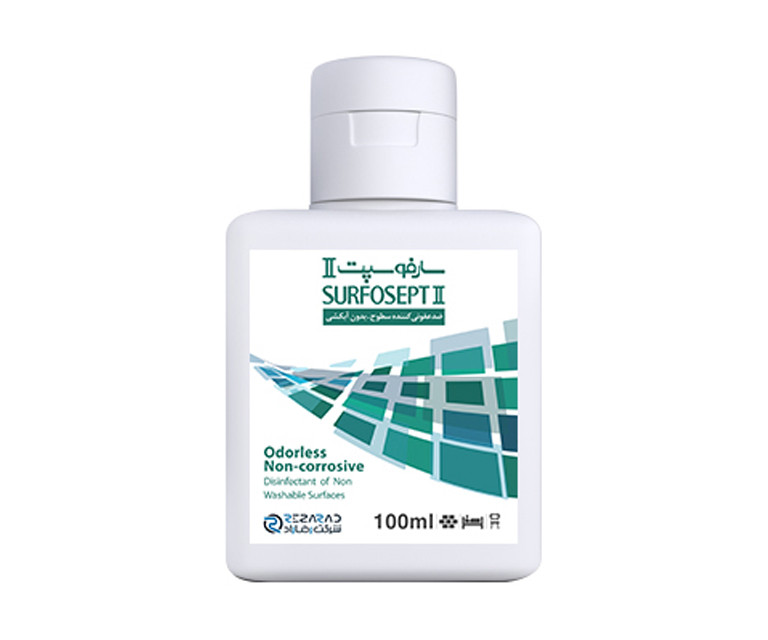 سارفوسپت II
SURFOSEPT II
ضدعفونی‌کننده سطوح، بدون آبکشی
Odorless
Non-corrosive
Disinfectant of Non
Washable Surfaces
REZARAD
شرکت رضاراد
100ml